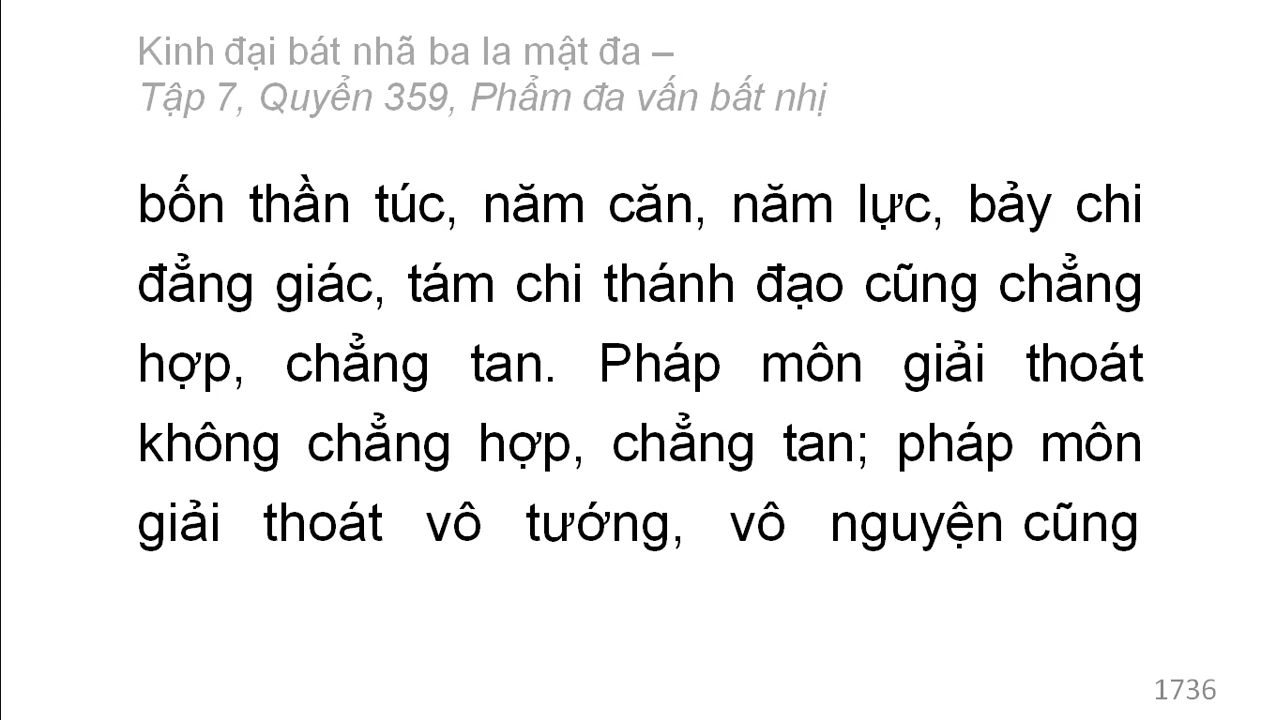 Kinh đại bát nhã ba la mật đa –
Tập 7, Quyển 359, Phẩm đa vấn bất nhị
bốn thần túc, năm căn, năm lực, bảy chi
đẳng giác, tám chi thánh đạo cũng chẳng
hợp, chẳng tan. Pháp môn giải thoát
không chẳng hợp, chẳng tan; pháp môn
giải thoát vô tướng, vô nguyện cũng
1736